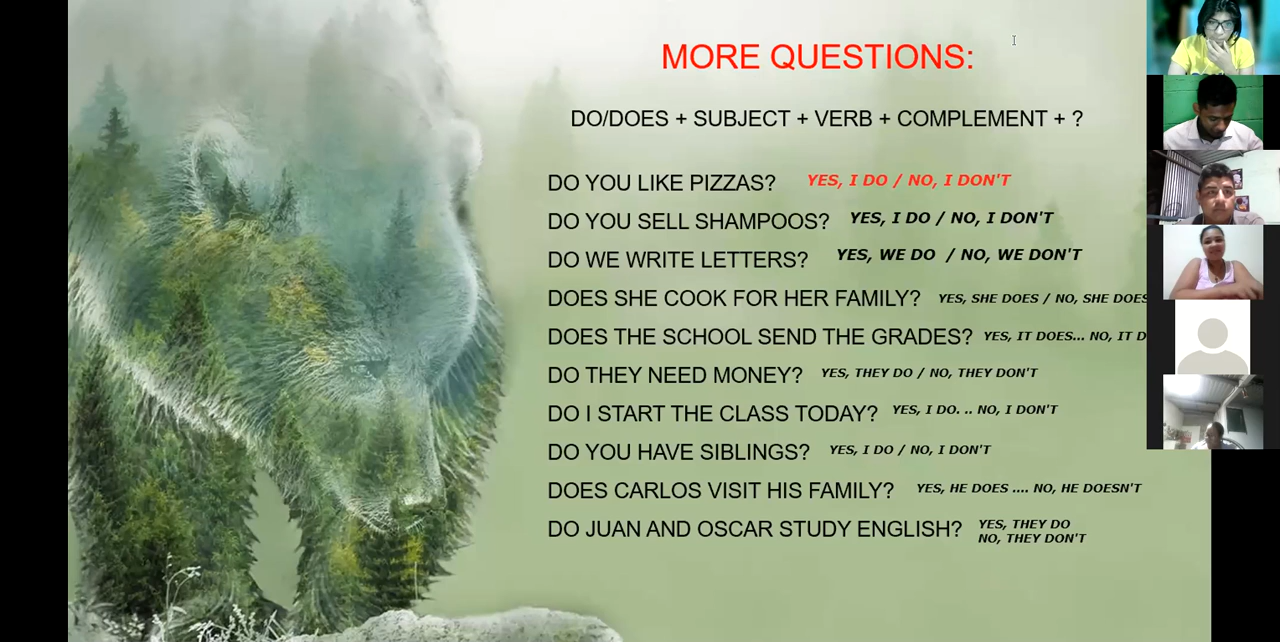 MORE QUESTIONS:
DO/DOES + SUBJECT + VERB + COMPLEMENT + ?
DO YOU LIKE PIZZAS? YES, I DO / NO, I DON'T
DO YOU SELL SHAMPOOS? YES, I DO / NO, I DON'T
DO WE WRITE LETTERS? YES, WE DO / NO, WE DON'T
DOES SHE COOK FOR HER FAMILY? YES, SHE DOES / NO, SHE DOES
DOES THE SCHOOL SEND THE GRADES? YES, IT DOES... NO, IT D
DO THEY NEED MONEY? YES, THEY DO / NO, THEY DON'T
DO I START THE CLASS TODAY? YES, I DO. .. NO, I DON'T
DO YOU HAVE SIBLINGS? YES, I DO / NO, I DON'T
DOES CARLOS VISIT HIS FAMILY? YES, HE DOES .... NO, HE DOESN'T
DO JUAN AND OSCAR STUDY ENGLISH? YES, THEY DO
NO, THEY DON'T